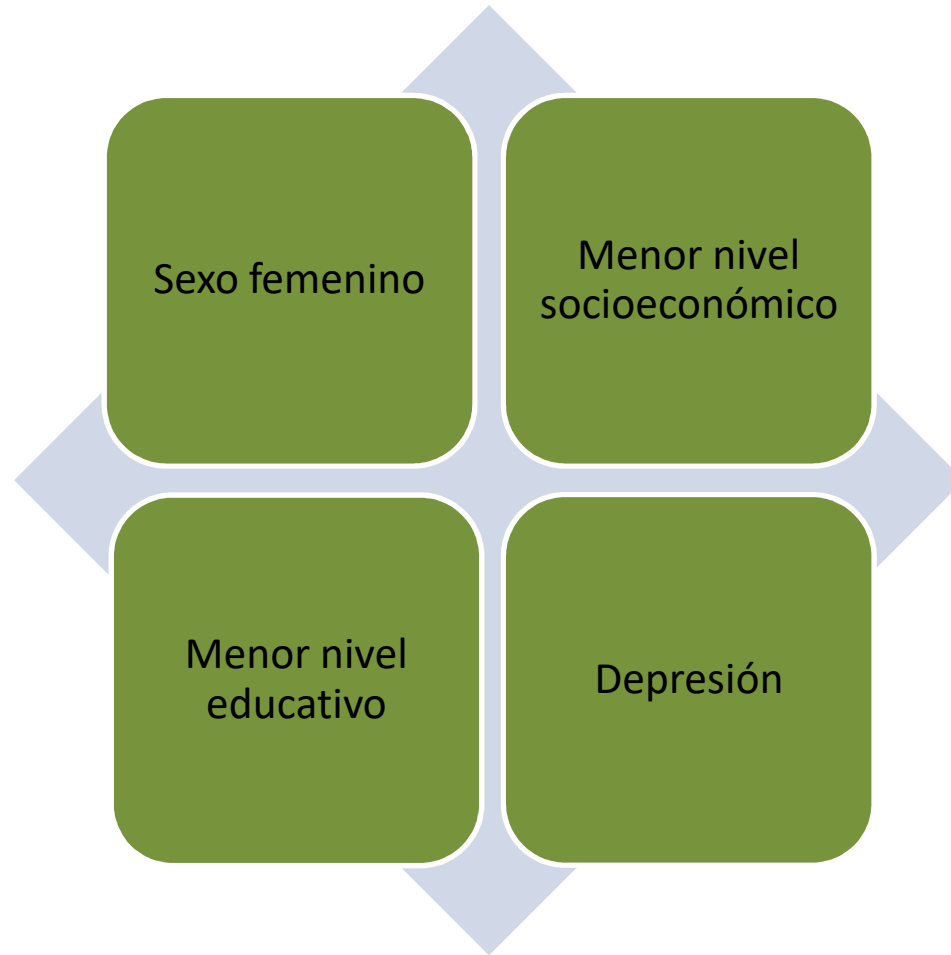 Sexo femenino
Menor nivel
socioeconómico
Menor nivel
educativo
Depresión